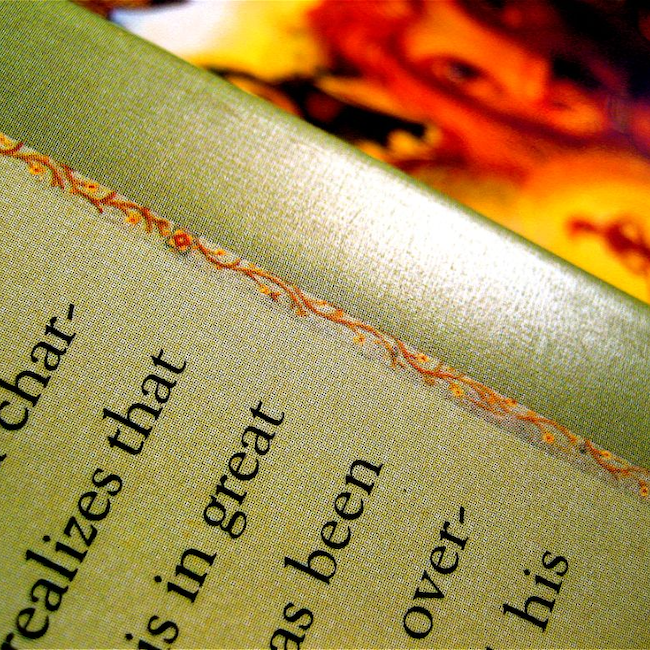 char-
realizes that
is in great
as been
over-
his